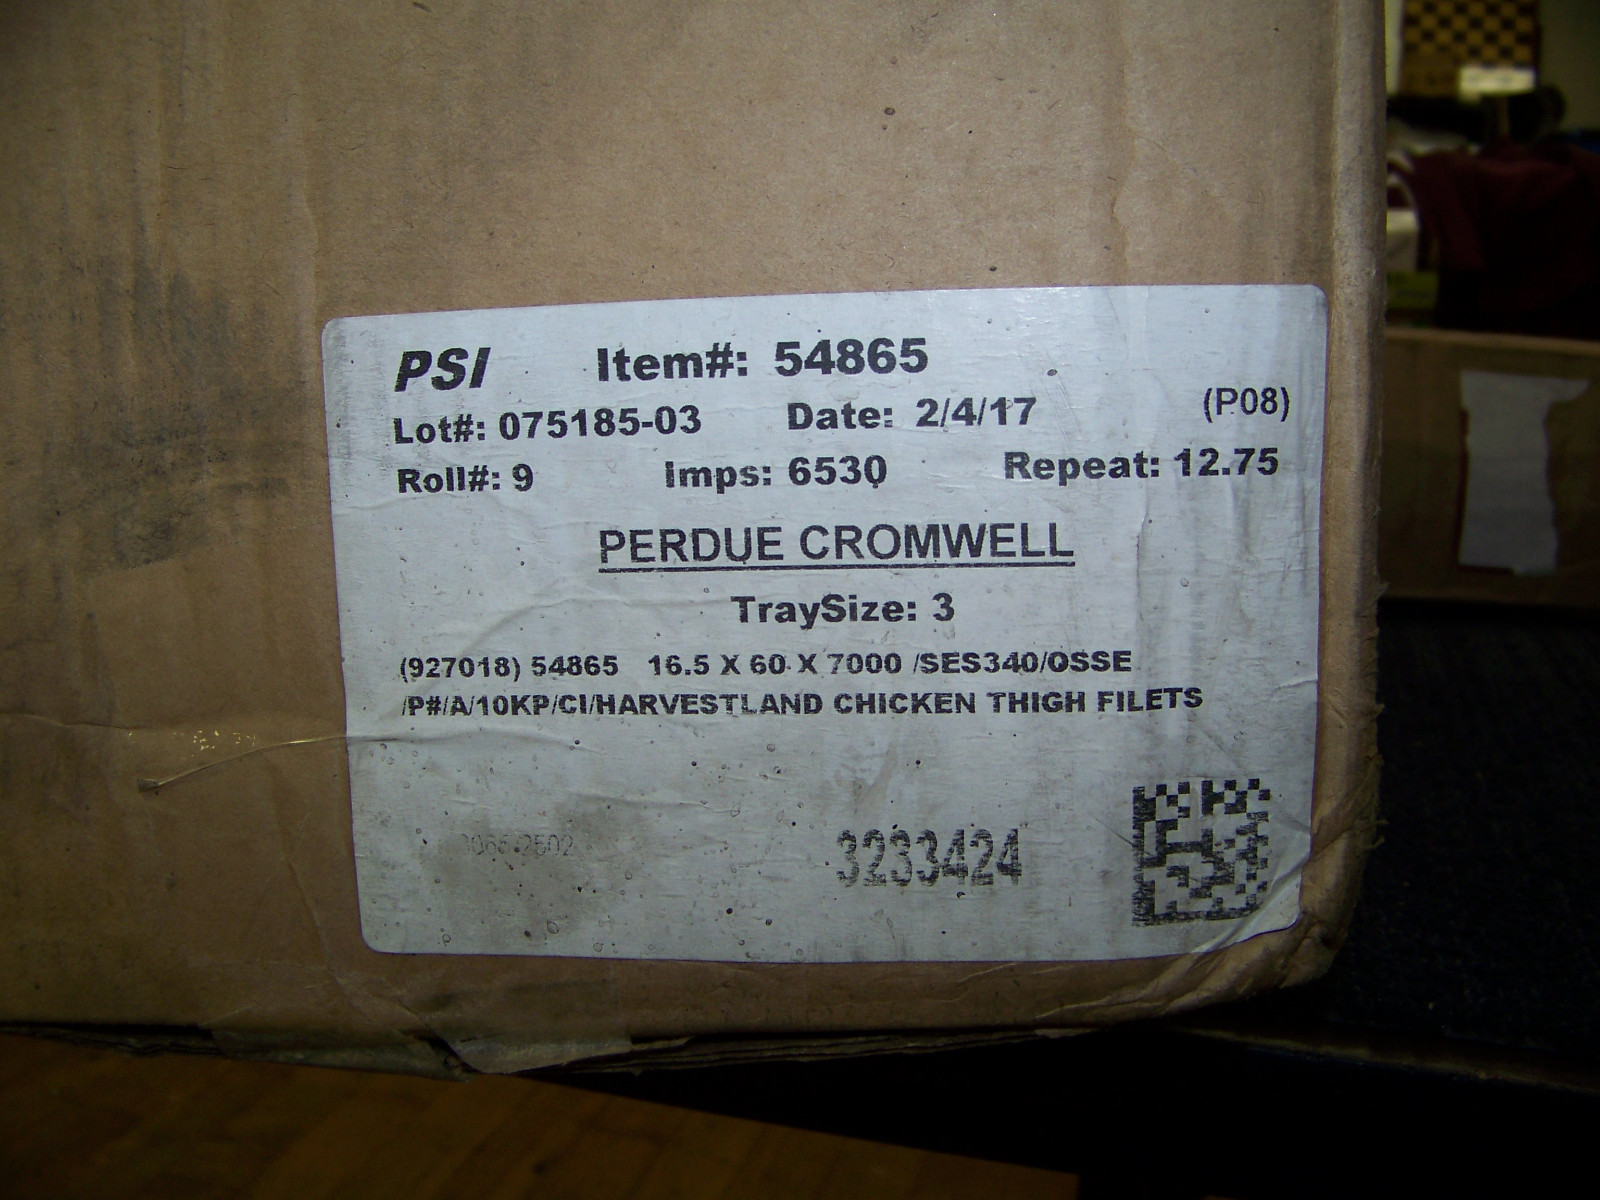 PSI Item#: 54865
Lot#: 075185-03 Date: 2/4/17 (P08)
Roll#: 9 Imps: 6530 Repeat: 12.75
PERDUE CROMWELL
TraySize: 3
(927018) 54865 16.5 X 60 X 7000 /SES340/OSSE
/P#/A/10KP/CI/HARVESTLAND CHICKEN THIGH FILETS
3233424